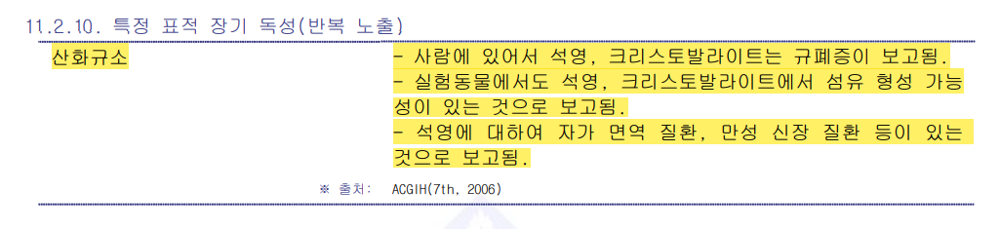 11.2.10. 특정 표적 장기 독성(반복 노출)
산화규소
- 사람에 있어서 석영, 크리스토발라이트는 규폐증이 보고됨.
- 실험동물에서도 석영, 크리스토발라이트에서 섬유 형성 가능
성이 있는 것으로 보고됨.
- 석영에 대하여 자가 면역 질환, 만성 신장 질환 등이 있는
것으로 보고됨.
※ 출처: ACGIH(7th, 2006)